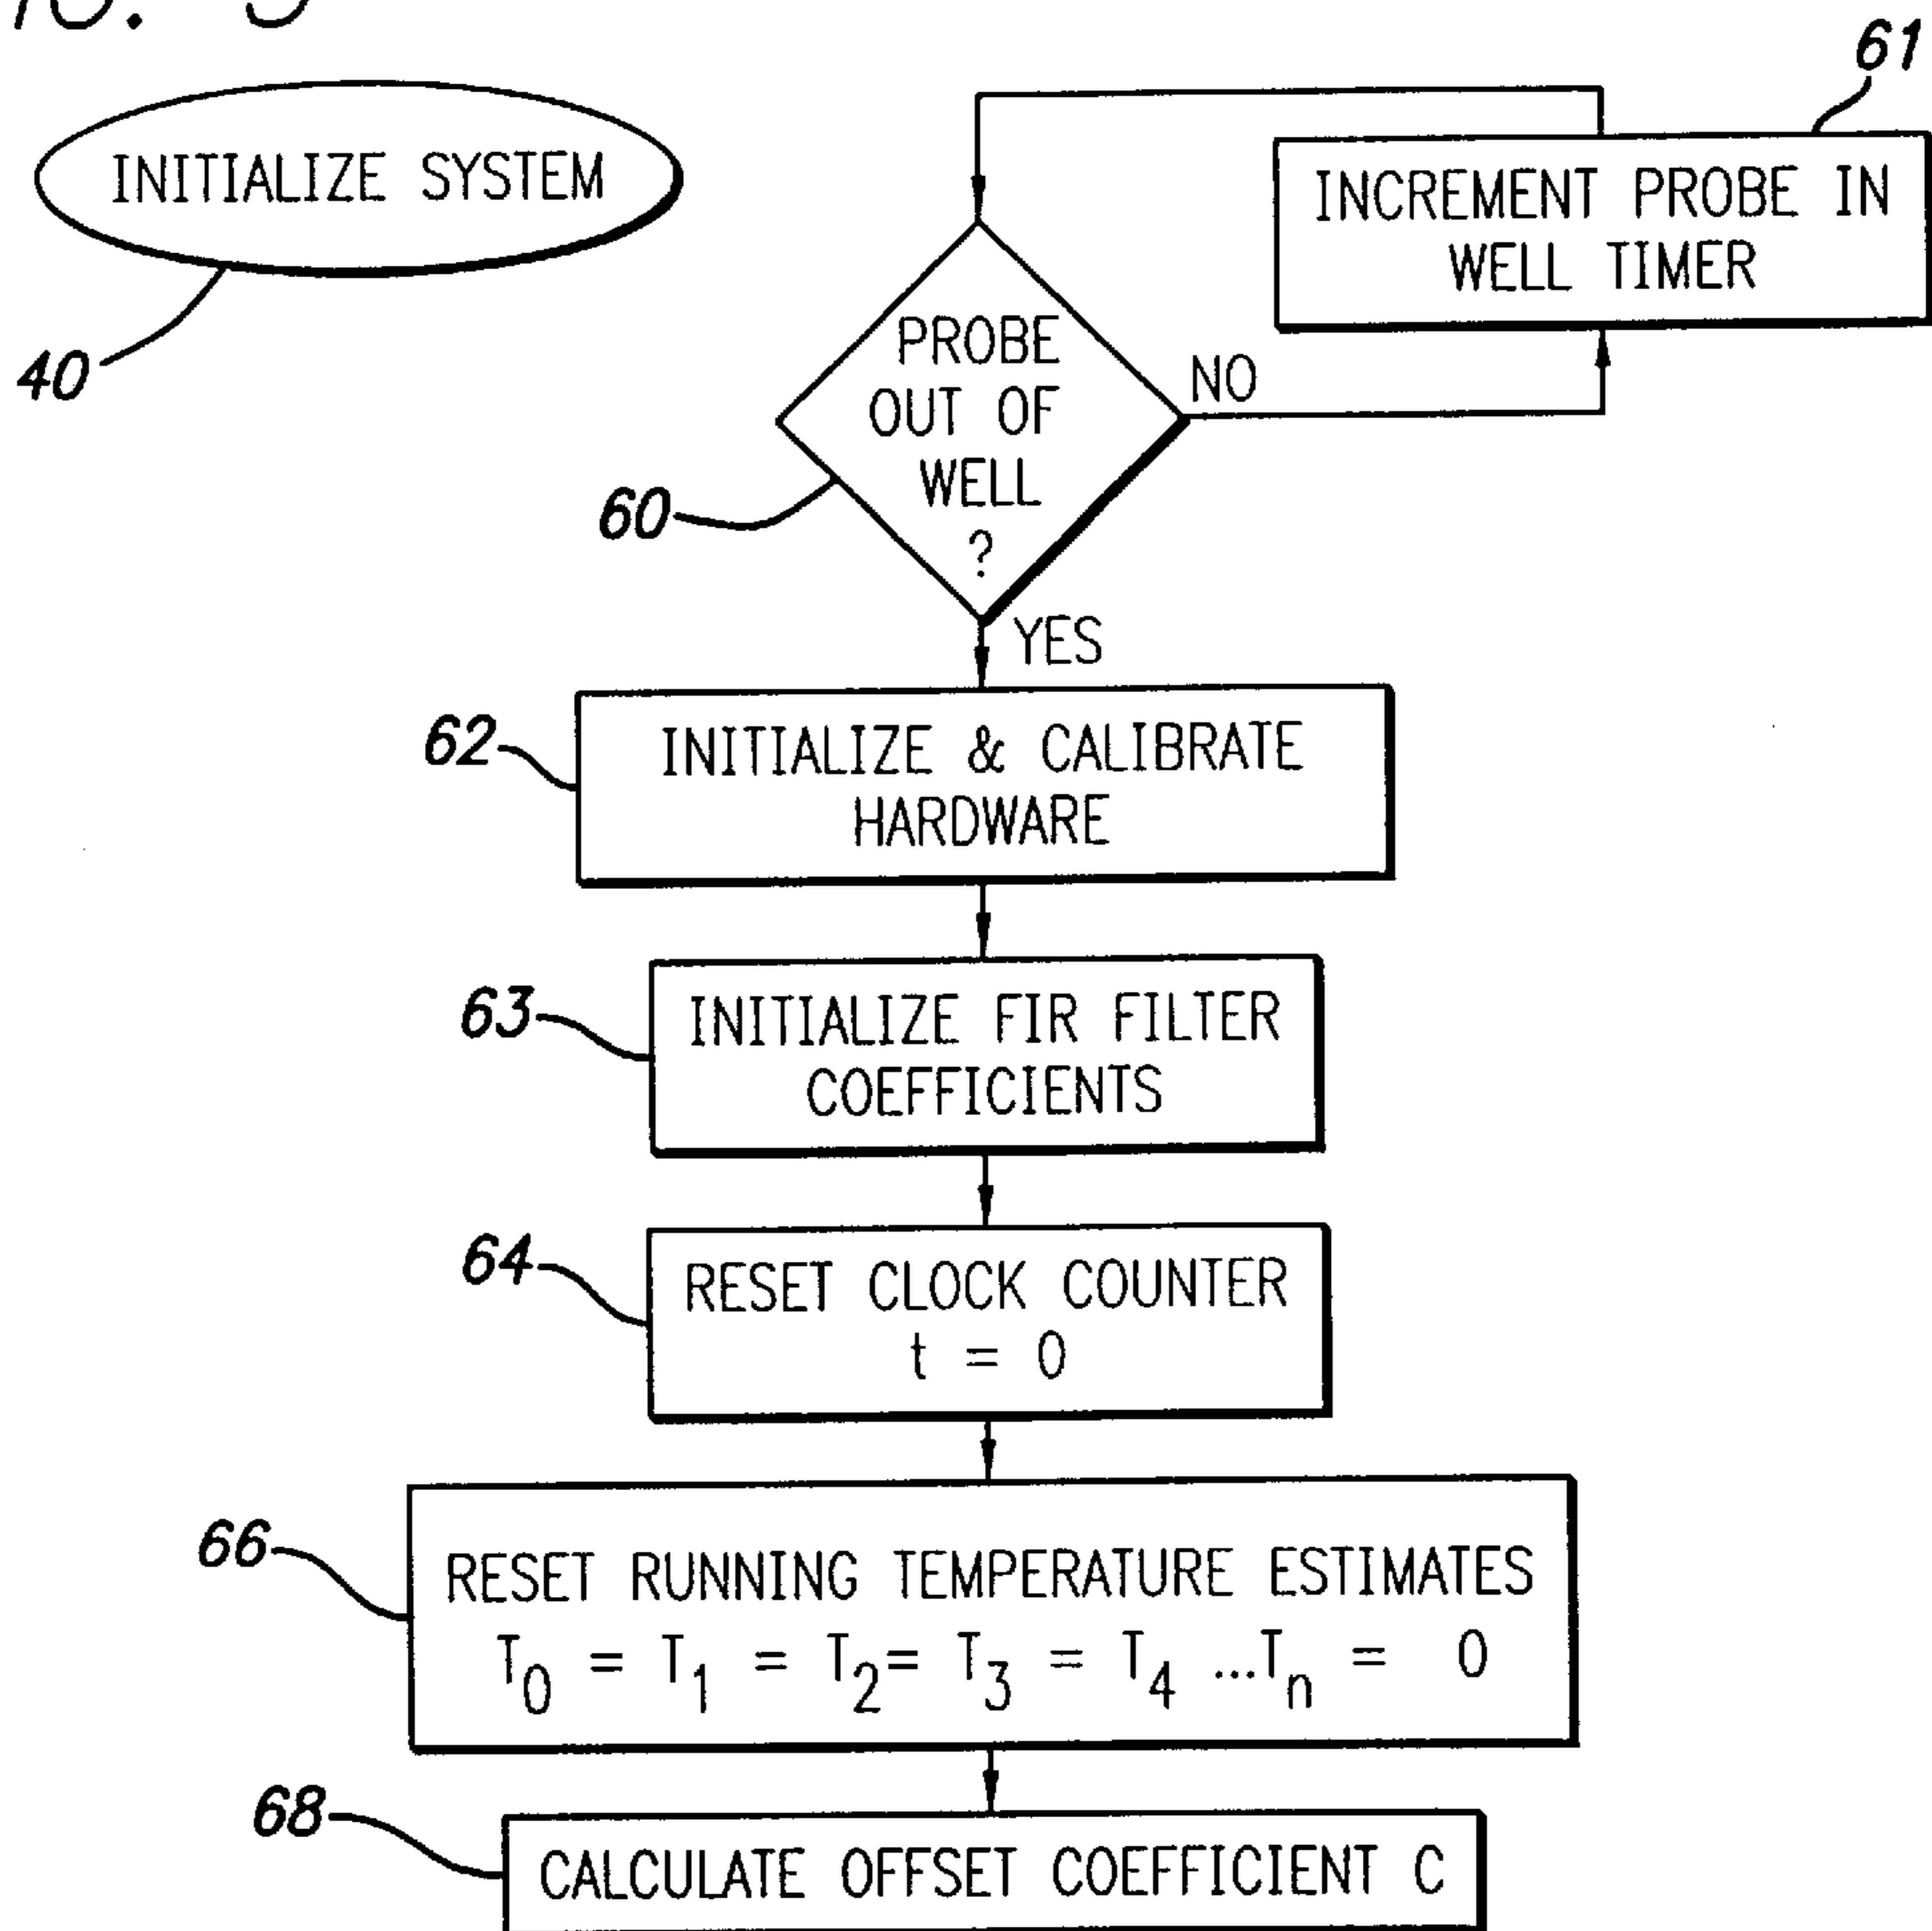 61
INITIALIZE SYSTEM
INCREMENT PROBE IN
WELL TIMER
40
PROBE
OUT OF
WELL
?
NO
60
YES
62
INITIALIZE & CALIBRATE
HARDWARE
63
INITIALIZE FIR FILTER
COEFFICIENTS
64
RESET CLOCK COUNTER
t = 0
66
RESET RUNNING TEMPERATURE ESTIMATES
T₀ = T₁ = T₂= T₃ = T₄ ...Tₙ = 0
68
CALCULATE OFFSET COEFFICIENT C